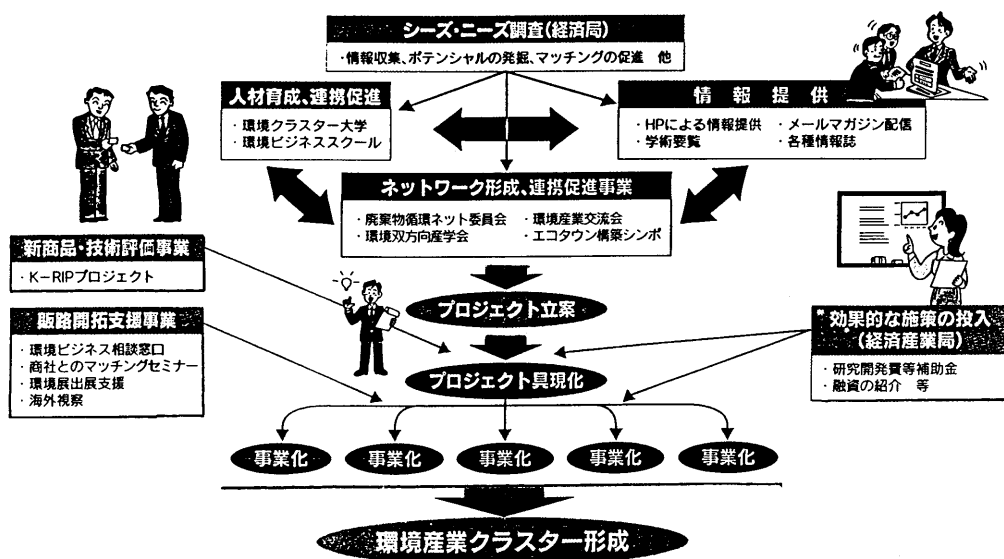 シーズ・ニーズ調査(経済局)
・情報収集、ポテンシャルの発掘、マッチングの促進 他
人材育成、連携促進
・環境クラスター大学
・環境ビジネススクール
情報提供
・HPによる情報提供 ・メールマガジン配信
・学術要覧 ・各種情報誌
ネットワーク形成、連携促進事業
・廃棄物循環ネット委員会 ・環境産業交流会
・環境双方向産学会 ・エコタウン構築シンポ
新商品・技術評価事業
・K−RIPプロジェクト
プロジェクト立案
販路開拓支援事業
・環境ビジネス相談窓口
・商社とのマッチングセミナー
・環境展出展支援
・海外視察
効果的な施策の投入
(経済産業局)
・研究開発費等補助金
・融資の紹介 等
プロジェクト具現化
事業化 事業化 事業化 事業化 事業化
環境産業クラスター形成